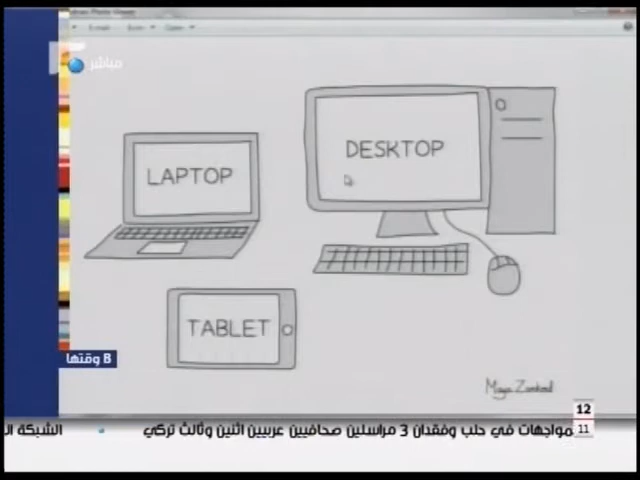 مباشر
LAPTOP
DESKTOP
TABLET
8 وقتها
Maya Zankoul
12
11
مواجهات في حلب وفقدان 3 مراسلين صحافيين عربيين اثنين وثالث تركي
الشبكة